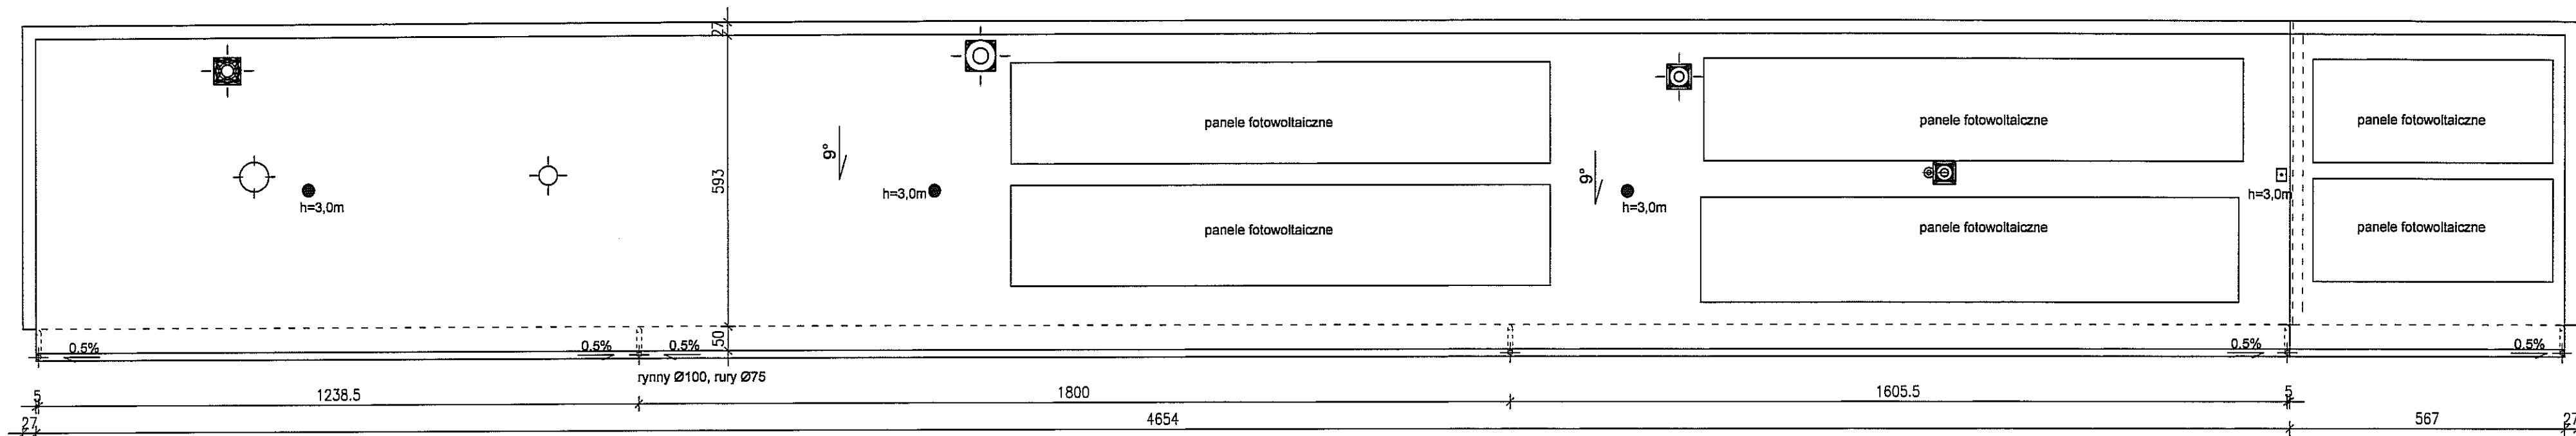 27
panele fotowoltaiczne
panele fotowoltaiczne
panele fotowoltaiczne
9°
593
9°
h=3,0m
h=3,0m
h=3,0m
h=3,0m
panele fotowoltaiczne
panele fotowoltaiczne
panele fotowoltaiczne
50
0.5%
0.5%
0.5%
0.5%
0.5%
rynny Ø100, rury Ø75
5
1238.5
1800
1605.5
5
27
4654
567
27